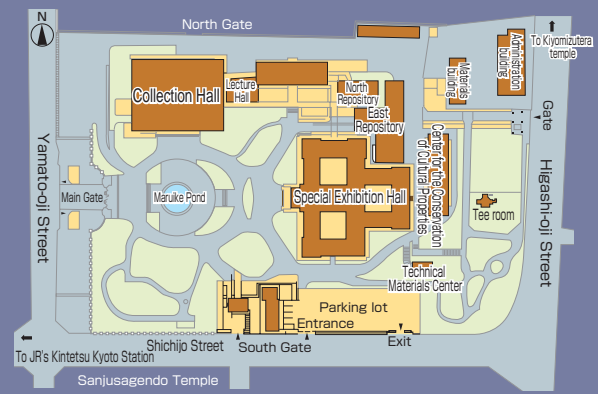 N
North Gate
To Kiyomizutera
temple
Administration
building
Materials
building
Lecture
Hall
Collection Hall
North
Repository
East
Repository
Gate
Center for the Conservation
of Cultural Properties
Yamato-oji Street
Higashi-oji Street
Main Gate
Maruike Pond
Special Exhibition Hall
Tee room
Technical
Materials Center
Parking lot
Entrance
Exit
Shichijo Street
South Gate
To JR's Kintetsu Kyoto Station
Sanjusagendo Temple